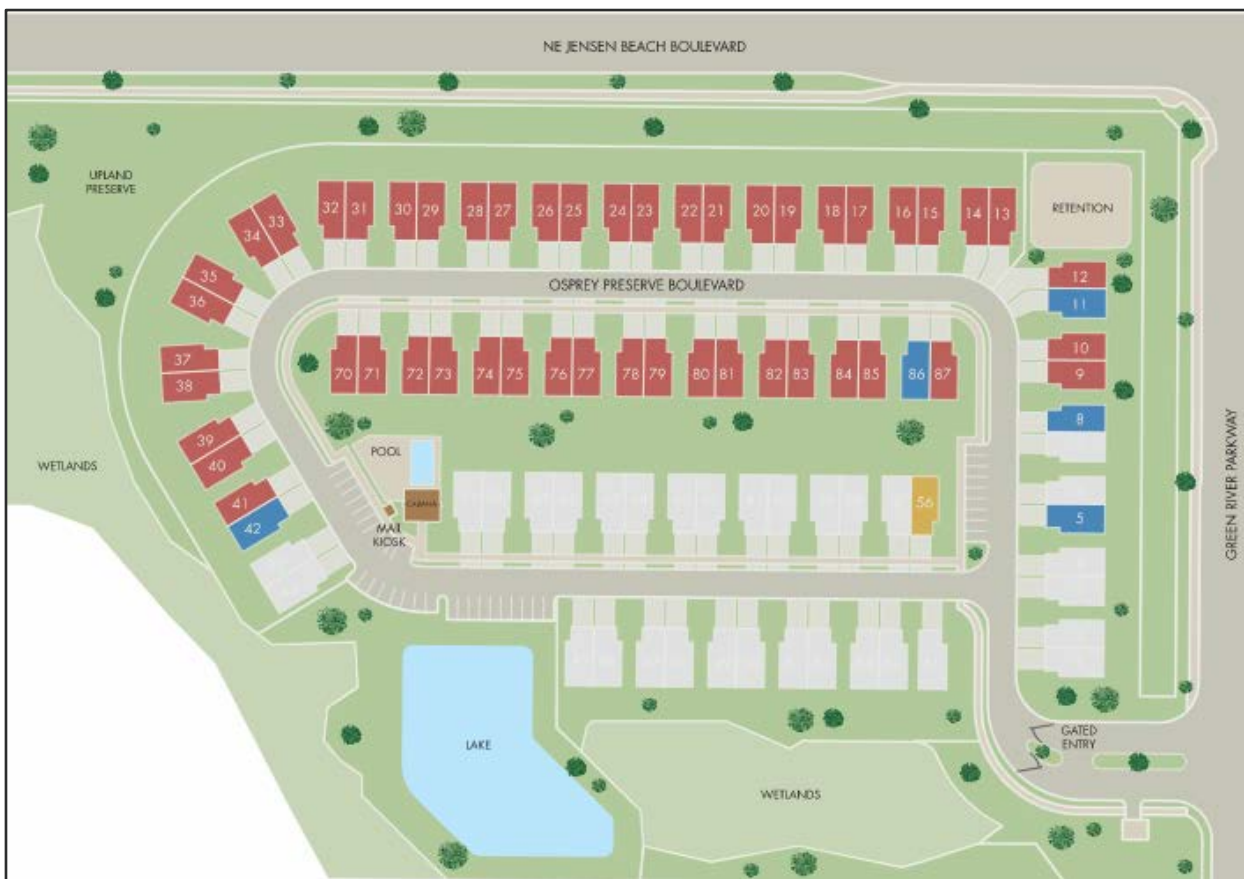 NE JENSEN BEACH BOULEVARD
UPLAND
PRESERVE
32 31 30 29 28 27 26 25 24 23 22 21 20 19 18 17 16 15 14 13
RETENTION
34 33
35
36
12
11
OSPREY PRESERVE BOULEVARD
37
38
70 71 72 73 74 75 76 77 78 79 80 81 82 83 84 85 86 87
10
9
8
39
40
POOL
WETLANDS
41
42
CABANA
56
5
MAIL
KIOSK
GREEN RIVER PARKWAY
LAKE
GATED
ENTRY
WETLANDS